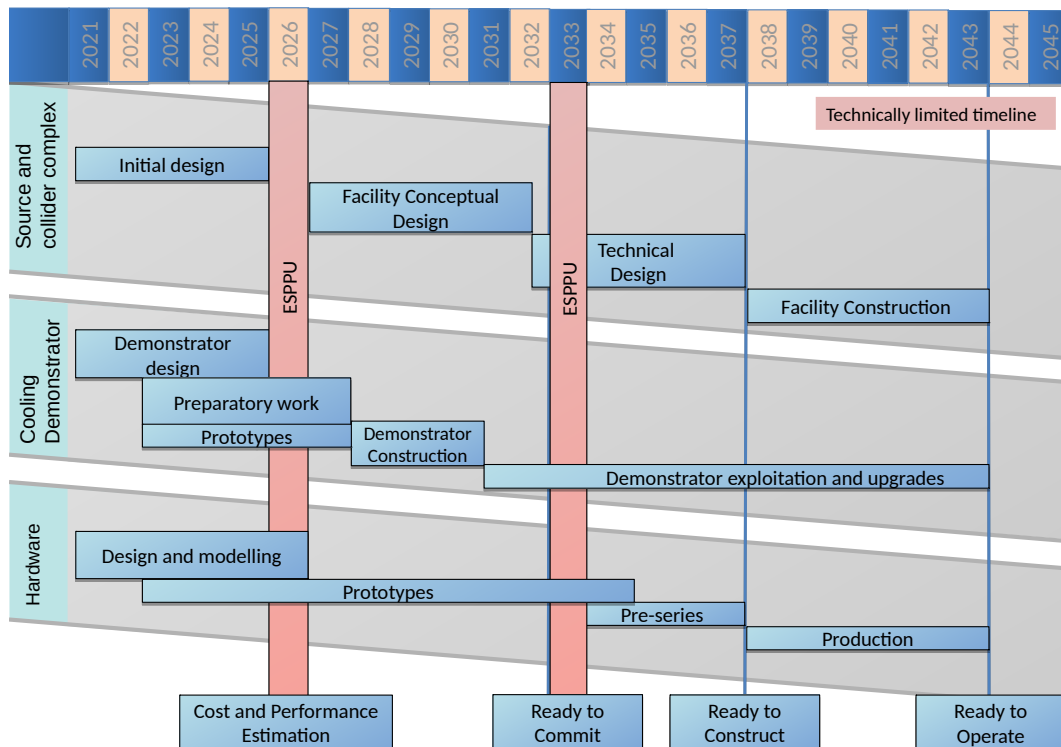 2021 2022 2023 2024 2025 2026 2027 2028 2029 2030 2031 2032 2033 2034 2035 2036 2037 2038 2039 2040 2041 2042 2043 2044 2045
Technically limited timeline
Source and
collider complex
Initial design
Facility Conceptual
Design
Technical
Design
Facility Construction
ESPPU
ESPPU
Cooling
Demonstrator
Demonstrator
design
Preparatory work
Prototypes
Demonstrator
Construction
Demonstrator exploitation and upgrades
Hardware
Design and modelling
Prototypes
Pre-series
Production
Cost and Performance
Estimation
Ready to
Commit
Ready to
Construct
Ready to
Operate